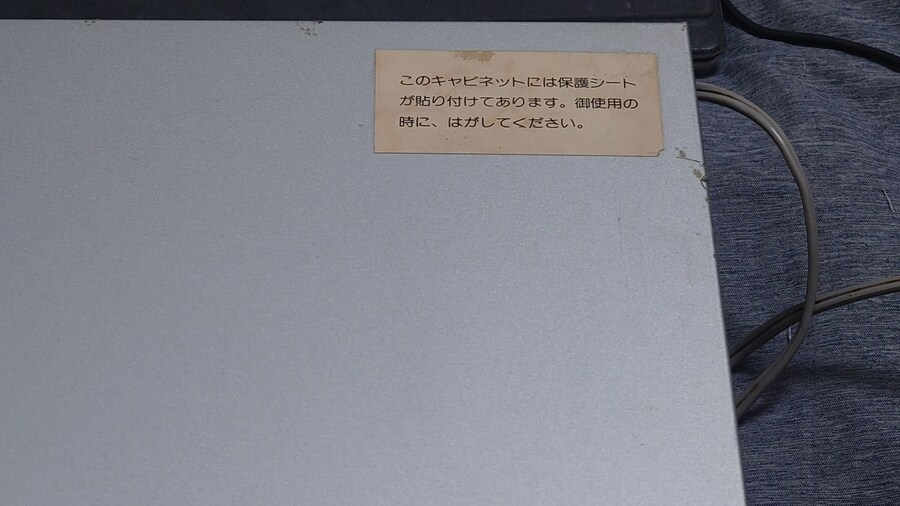 このキャビネットには保護シート
が貼り付けてあります。御使用の
時に、はがしてください。